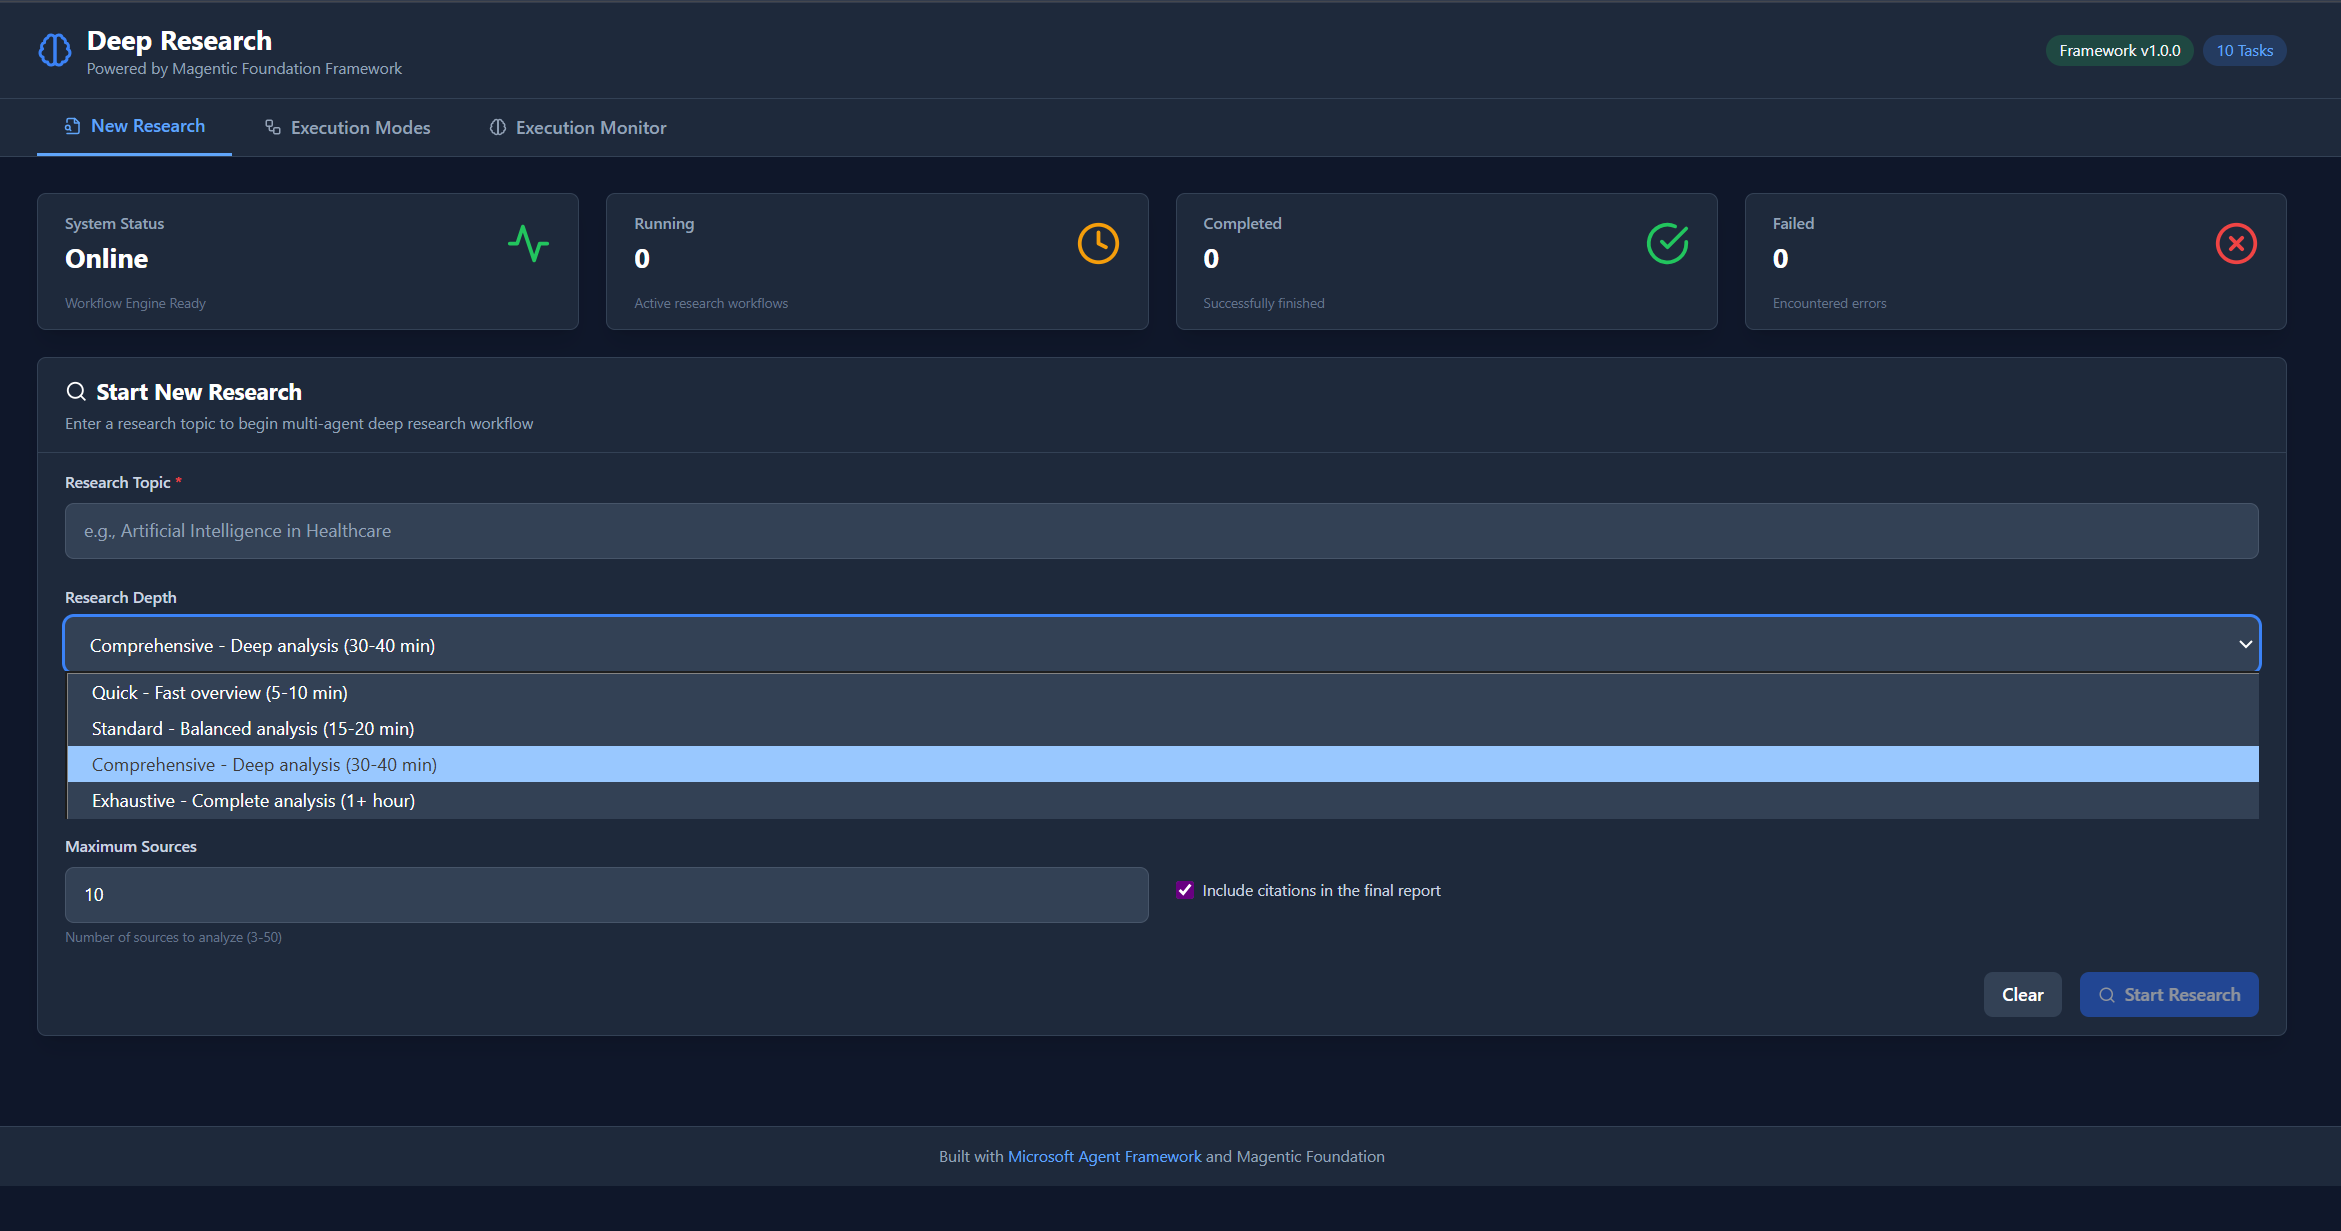 Deep Research
Powered by Magentic Foundation Framework
Framework v1.0.0
10 Tasks
New Research
Execution Modes
Execution Monitor
System Status
Online
Workflow Engine Ready
Running
0
Active research workflows
Completed
0
Successfully finished
Failed
0
Encountered errors
Start New Research
Enter a research topic to begin multi-agent deep research workflow
Research Topic *
e.g., Artificial Intelligence in Healthcare
Research Depth
Comprehensive - Deep analysis (30-40 min)
Quick - Fast overview (5-10 min)
Standard - Balanced analysis (15-20 min)
Comprehensive - Deep analysis (30-40 min)
Exhaustive - Complete analysis (1+ hour)
Maximum Sources
10
Include citations in the final report
Number of sources to analyze (3-50)
Clear
Start Research
Built with Microsoft Agent Framework and Magentic Foundation